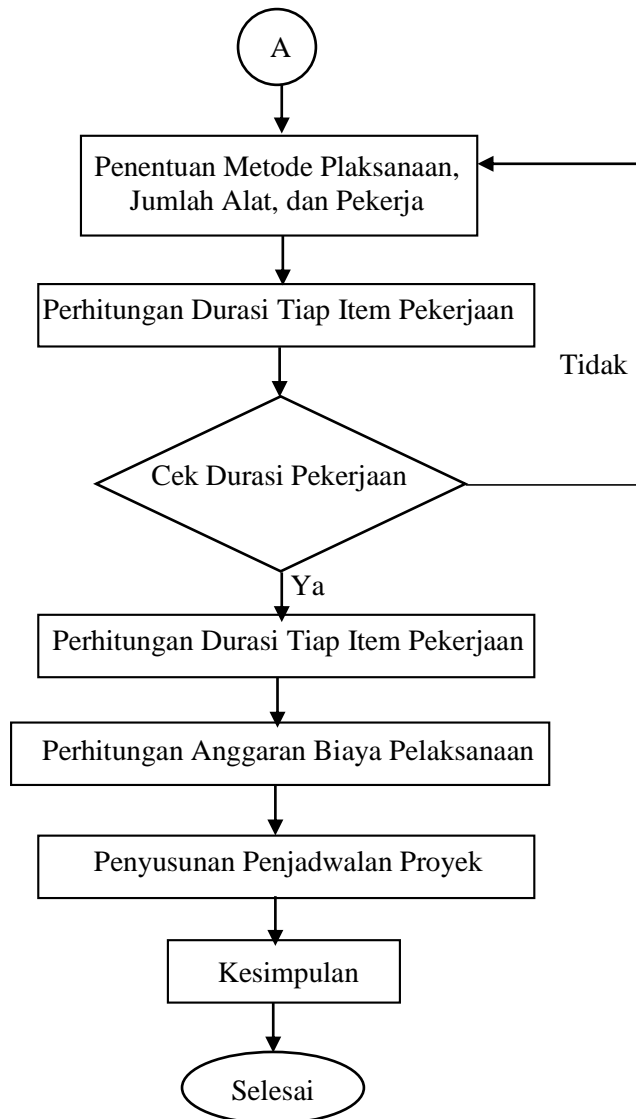 A
Penentuan Metode Plaksanaan,
Jumlah Alat, dan Pekerja
Perhitungan Durasi Tiap Item Pekerjaan
Tidak
Cek Durasi Pekerjaan
Ya
Perhitungan Durasi Tiap Item Pekerjaan
Perhitungan Anggaran Biaya Pelaksanaan
Penyusunan Penjadwalan Proyek
Kesimpulan
Selesai